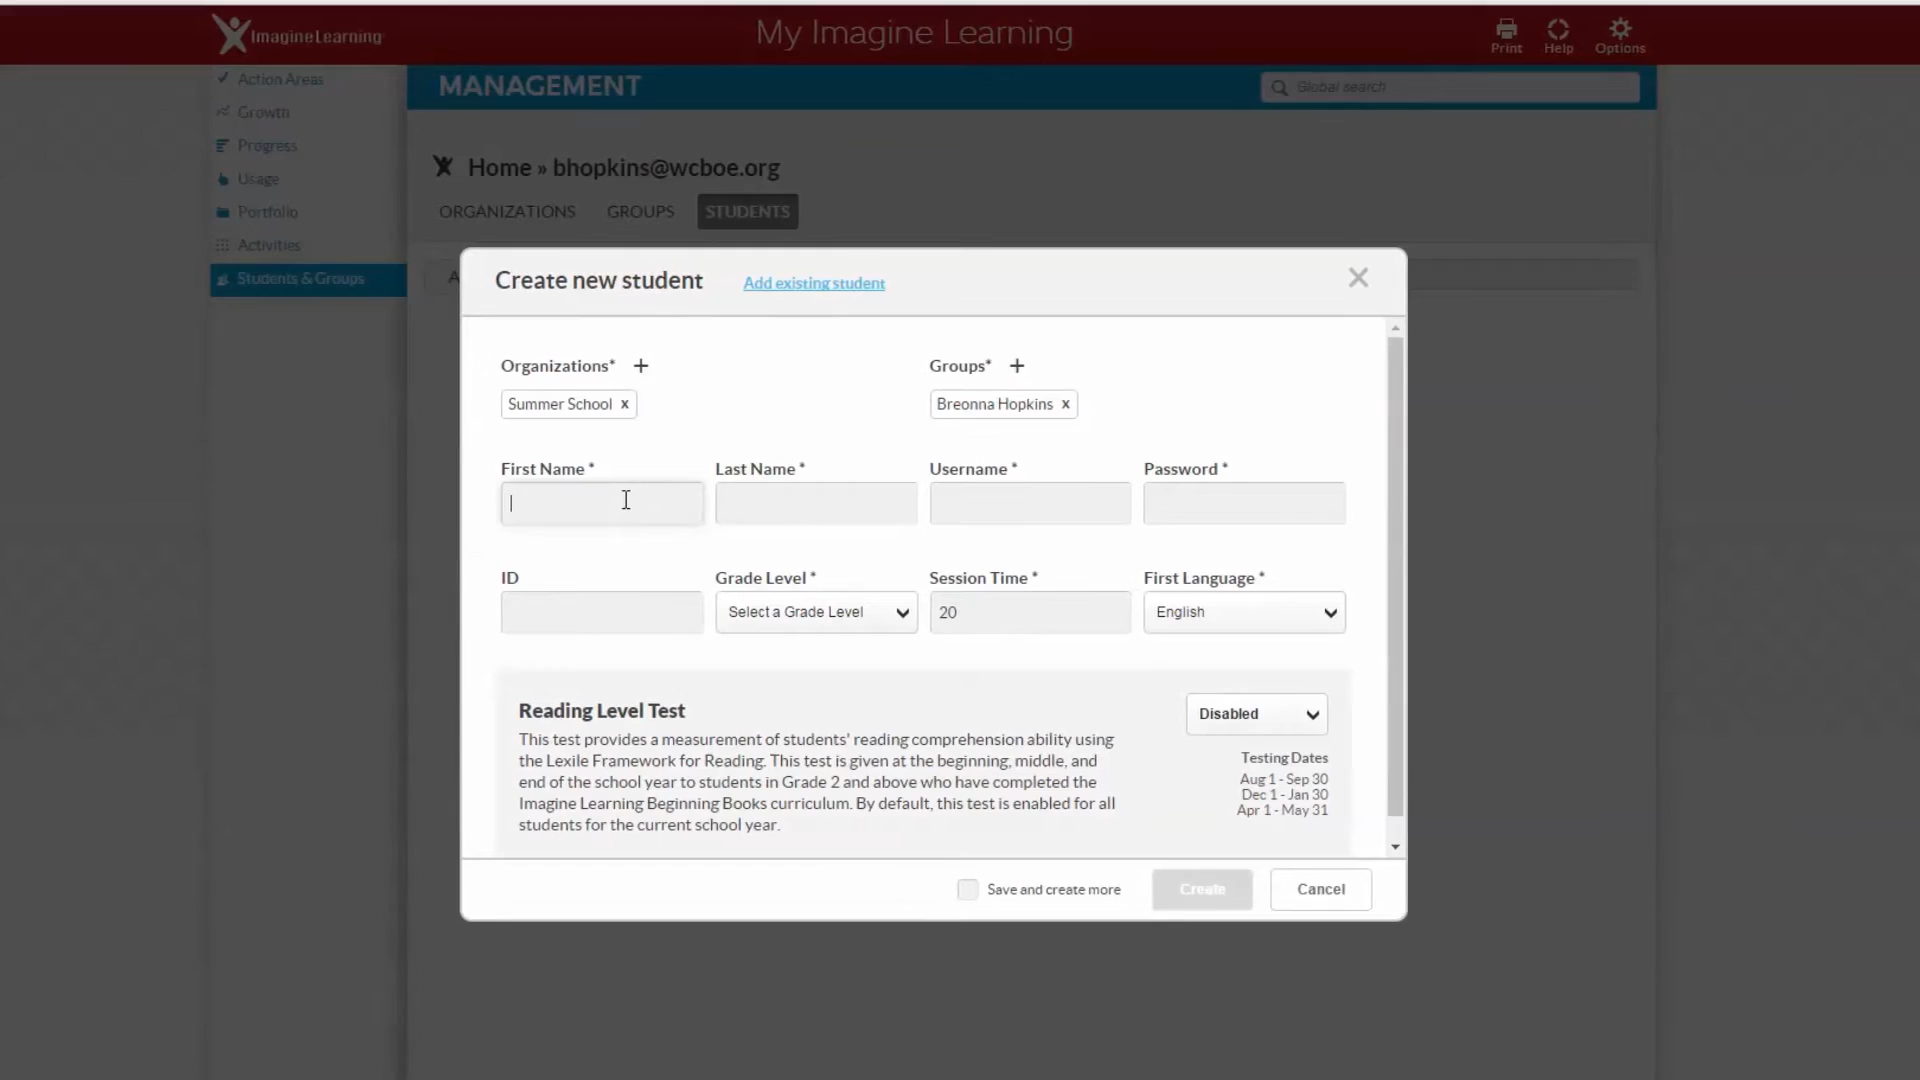 ImagineLearning
My Imagine Learning
Print
Help
Options
Action Areas
Growth
Progress
Usage
Portfolio
Activities
Students & Groups
MANAGEMENT
Global search
Home » bhopkins@wcboe.org
ORGANIZATIONS GROUPS STUDENTS
A
Create new student Add existing student
Organizations* +
Groups* +
Summer School x
Breonna Hopkins x
First Name * Last Name * Username * Password *
ID Grade Level * Session Time * First Language *
Select a Grade Level 20 English
Reading Level Test
This test provides a measurement of students' reading comprehension ability using
the Lexile Framework for Reading. This test is given at the beginning, middle, and
end of the school year to students in Grade 2 and above who have completed the
Imagine Learning Beginning Books curriculum. By default, this test is enabled for all
students for the current school year.
Disabled
Testing Dates
Aug 1 - Sep 30
Dec 1 - Jan 30
Apr 1 - May 31
Save and create more Create Cancel